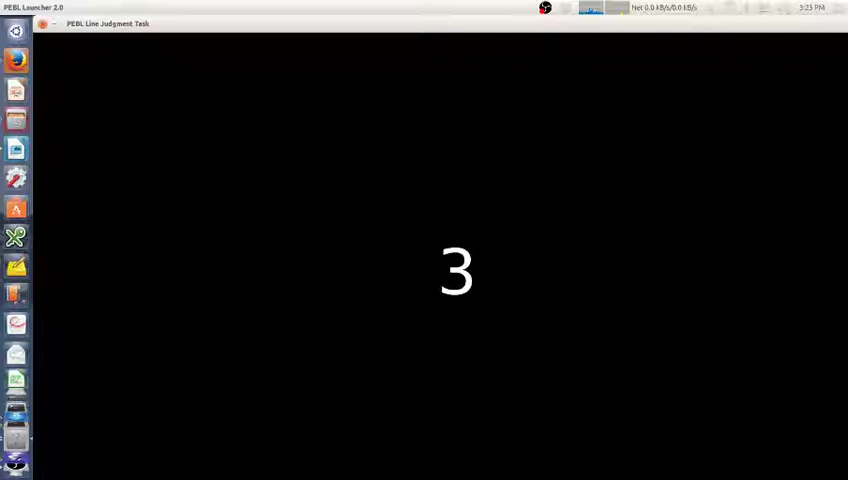 PEBL Launcher 2.0
Net 0.0 kB/s/0.0 kB/s
3:23 PM
PEBL Line Judgment Task
3